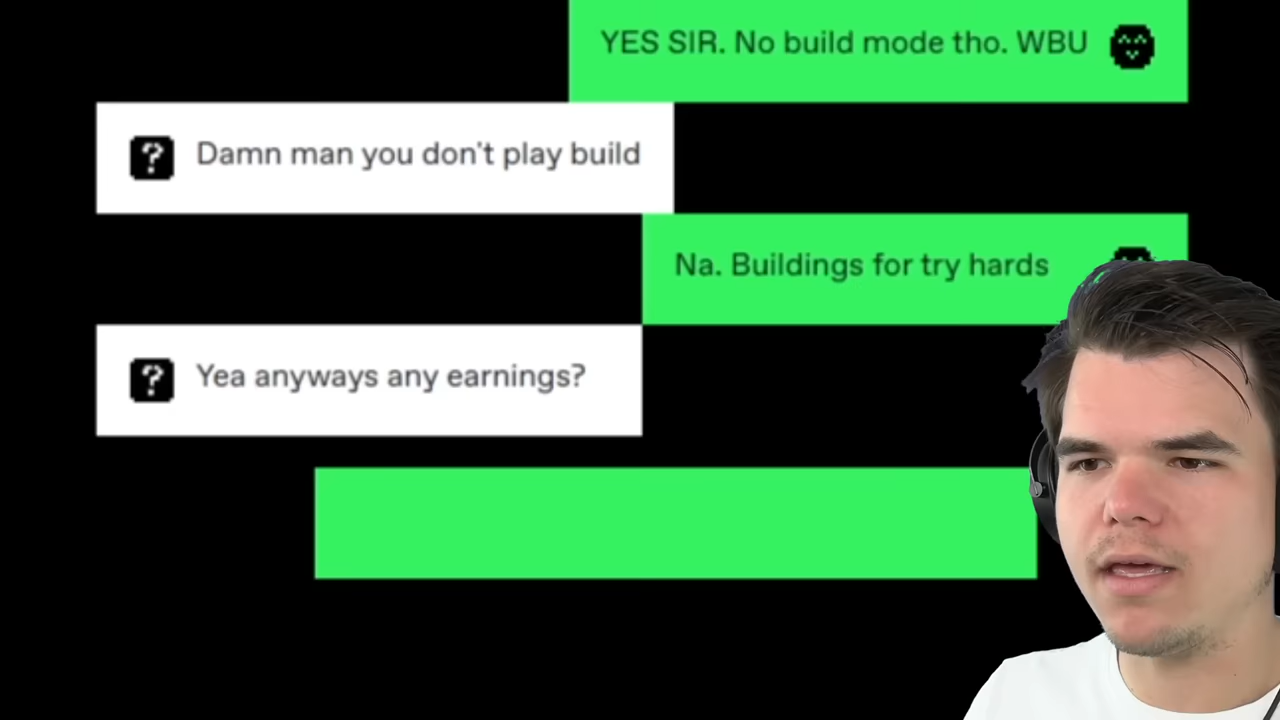 YES SIR. No build mode tho. WBU
Damn man you don't play build
Na. Buildings for try hards
Yea anyways any earnings?